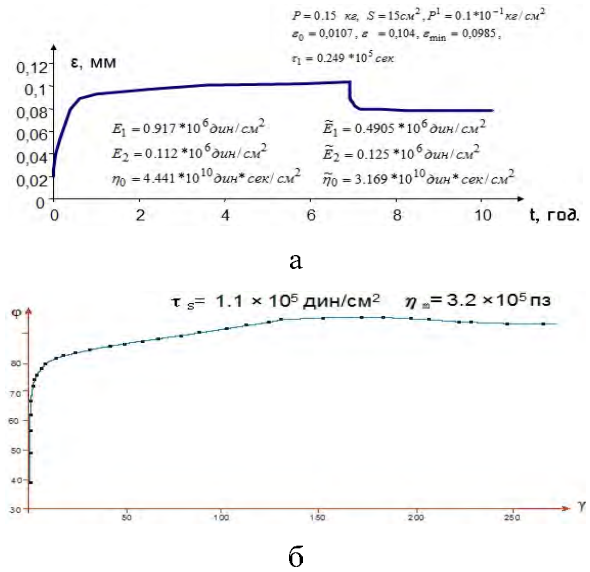 P = 0.15 кг, S = 15см², P¹ = 0.1*10⁻¹ кг/см²
ε₀ = 0,0107, ε = 0,104, ε_min = 0,0985,
τ₁ = 0.249 *10⁵ сек
ε, мм
0,12
0,1
0,08
0,06
0,04
0,02
0
E₁ = 0.917 *10⁶ дин/см²
E₂ = 0.112 *10⁶ дин/см²
η₀ = 4.441*10¹⁰ дин* сек/см²
Ẽ₁ = 0.4905*10⁶ дин/см²
Ẽ₂ = 0.125*10⁶ дин/см²
η̃₀ = 3.169*10¹⁰ дин* сек/см²
0 2 4 6 8 10 t, год.
а
τ s= 1.1 × 10⁵ дин/см² η m= 3.2 ×10⁵ пз
φ
80
70
60
50
40
30
50 100 150 200 250 γ
б